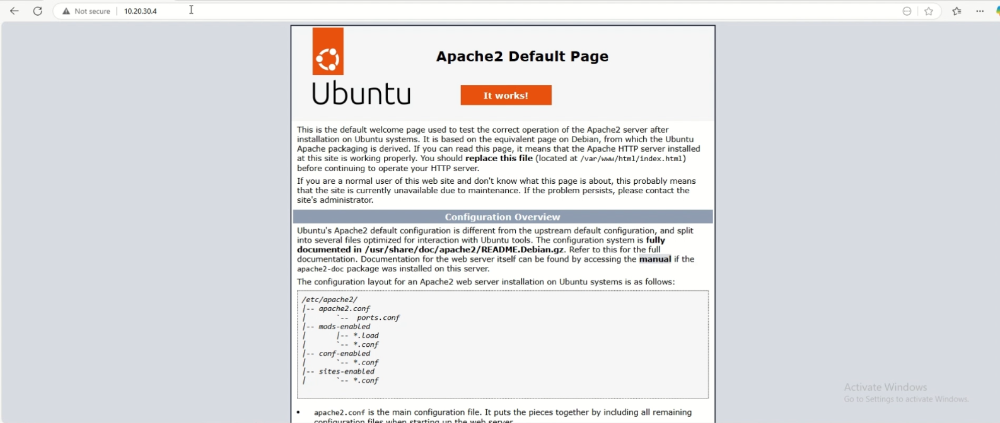 Not secure 10.20.30.4
Apache2 Default Page
Ubuntu
It works!
This is the default welcome page used to test the correct operation of the Apache2 server after
installation on Ubuntu systems. It is based on the equivalent page on Debian, from which the Ubuntu
Apache packaging is derived. If you can read this page, it means that the Apache HTTP server installed
at this site is working properly. You should replace this file (located at /var/www/html/index.html)
before continuing to operate your HTTP server.
If you are a normal user of this web site and don't know what this page is about, this probably means
that the site is currently unavailable due to maintenance. If the problem persists, please contact the
site's administrator.
Configuration Overview
Ubuntu's Apache2 default configuration is different from the upstream default configuration, and split
into several files optimized for interaction with Ubuntu tools. The configuration system is fully
documented in /usr/share/doc/apache2/README.Debian.gz. Refer to this for the full
documentation. Documentation for the web server itself can be found by accessing the manual if the
apache2-doc package was installed on this server.
The configuration layout for an Apache2 web server installation on Ubuntu systems is as follows:
/etc/apache2/
|-- apache2.conf
|       `--  ports.conf
|-- mods-enabled
|       |-- *.load
|       `-- *.conf
|-- conf-enabled
|       `-- *.conf
|-- sites-enabled
|       `-- *.conf
Activate Windows
Go to Settings to activate Windows.
• apache2.conf is the main configuration file. It puts the pieces together by including all remaining
configuration files when starting up the web server.